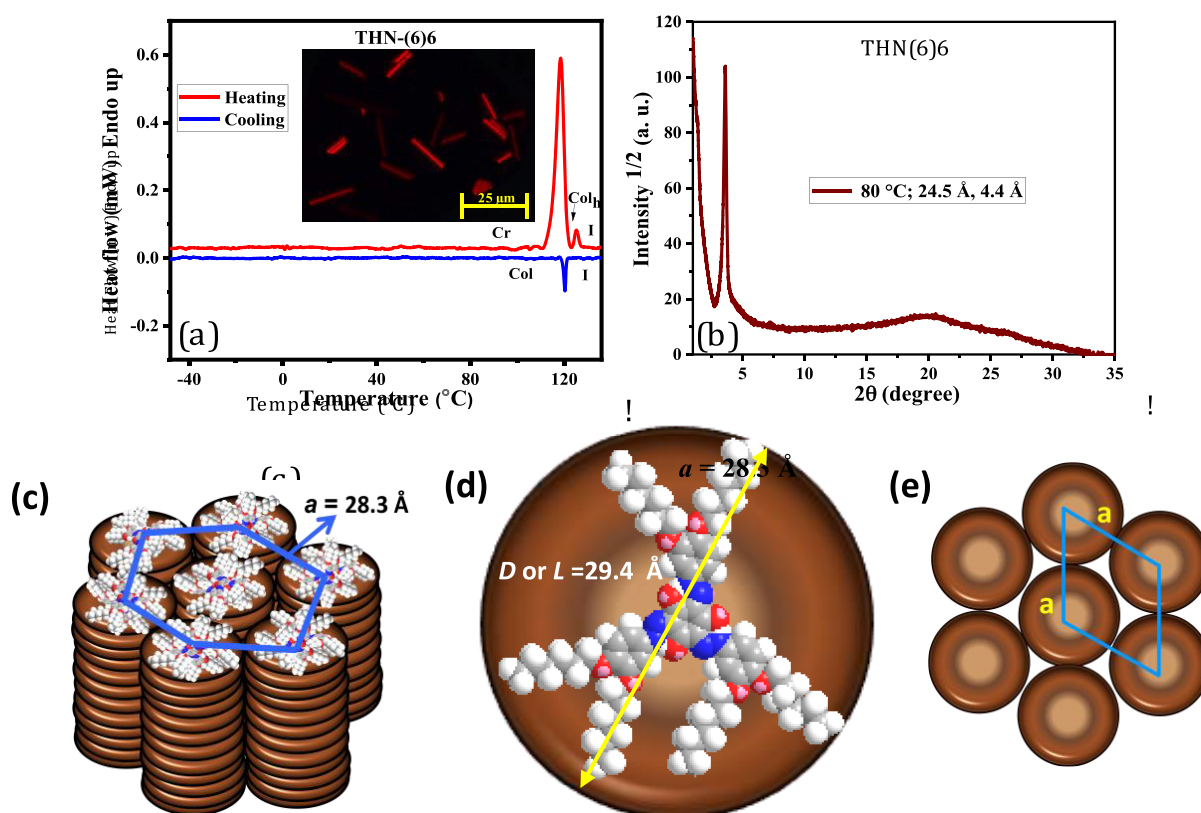 THN-(6)6
Heating
Cooling
25 µm
Col_h
Cr
I
Col
I
(a)
Heat flow (mW) Endo up
0.6
0.4
0.2
0.0
-0.2
-40
0
40
80
120
Temperature (°C)
Temperature (°C)
THN(6)6
80 °C; 24.5 Å, 4.4 Å
(b)
Intensity ^1/2 (a. u.)
120
100
80
60
40
20
0
5
10
15
20
25
30
35
2θ (degree)
!
!
(c)
a = 28.3 Å
(d)
D or L =29.4 Å
(e)
a
a